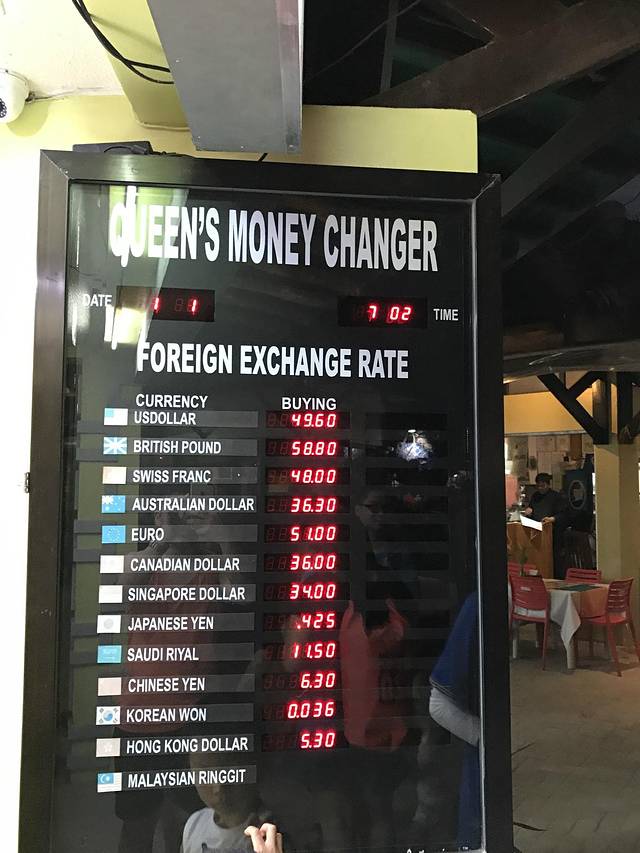 QUEEN'S MONEY CHANGER
DATE 1 1 7 02 TIME
FOREIGN EXCHANGE RATE
CURRENCY BUYING
USDOLLAR 49.60
BRITISH POUND 58.80
SWISS FRANC 48.00
AUSTRALIAN DOLLAR 36.30
EURO 51.00
CANADIAN DOLLAR 36.00
SINGAPORE DOLLAR 34.00
JAPANESE YEN .425
SAUDI RIYAL 11.50
CHINESE YEN 6.30
KOREAN WON 0.036
HONG KONG DOLLAR 5.30
MALAYSIAN RINGGIT